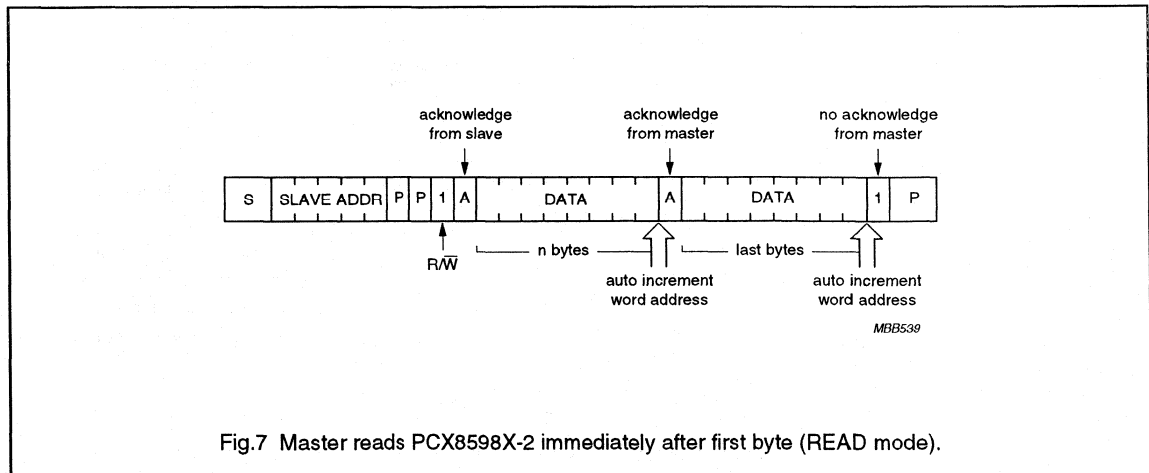 acknowledge
from slave
acknowledge
from master
no acknowledge
from master
S SLAVE ADDR P P 1 A DATA A DATA 1 P
R/W̅
n bytes
last bytes
auto increment
word address
auto increment
word address
MBB539
Fig.7 Master reads PCX8598X-2 immediately after first byte (READ mode).